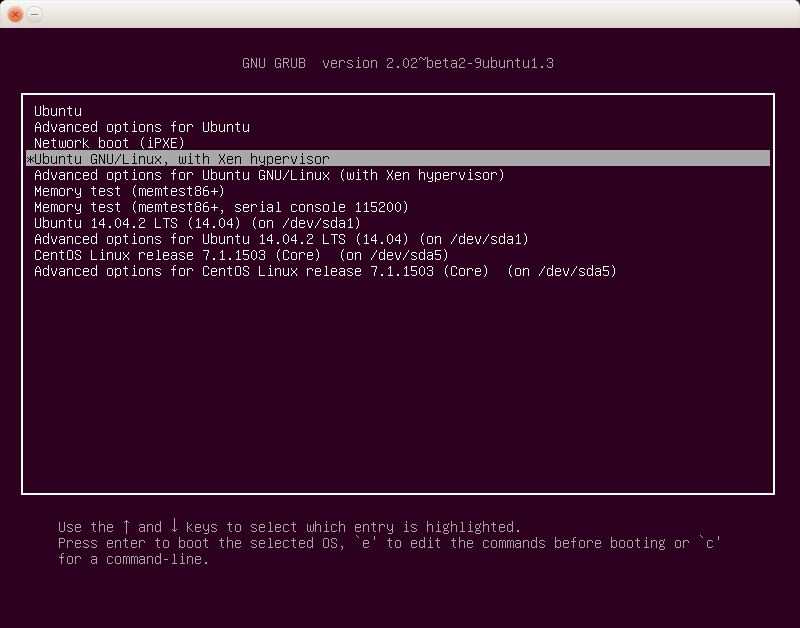 GNU GRUB  version 2.02~beta2-9ubuntu1.3
Ubuntu
Advanced options for Ubuntu
Network boot (iPXE)
*Ubuntu GNU/Linux, with Xen hypervisor
Advanced options for Ubuntu GNU/Linux (with Xen hypervisor)
Memory test (memtest86+)
Memory test (memtest86+, serial console 115200)
Ubuntu 14.04.2 LTS (14.04) (on /dev/sda1)
Advanced options for Ubuntu 14.04.2 LTS (14.04) (on /dev/sda1)
CentOS Linux release 7.1.1503 (Core)  (on /dev/sda5)
Advanced options for CentOS Linux release 7.1.1503 (Core)  (on /dev/sda5)
Use the ↑ and ↓ keys to select which entry is highlighted.
Press enter to boot the selected OS, `e' to edit the commands before booting or `c'
for a command-line.